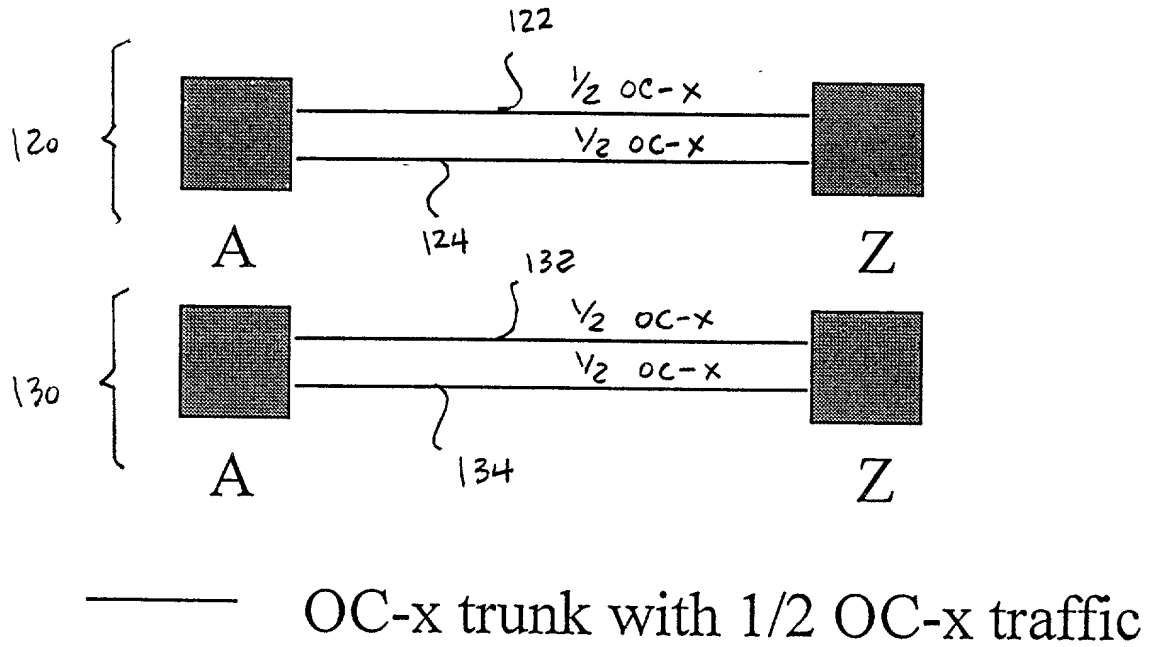 122
1/2 OC-X
120
1/2 OC-X
124
A
Z
132
1/2 OC-X
130
1/2 OC-X
134
A
Z
OC-x trunk with 1/2 OC-x traffic